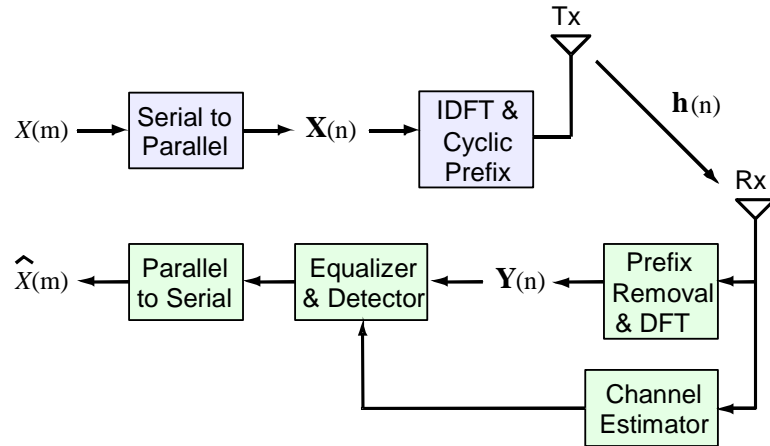 Tx
X(m)
Serial to
Parallel
X(n)
IDFT &
Cyclic
Prefix
h(n)
Rx
X̂(m)
Parallel
to Serial
Equalizer
& Detector
Y(n)
Prefix
Removal
& DFT
Channel
Estimator